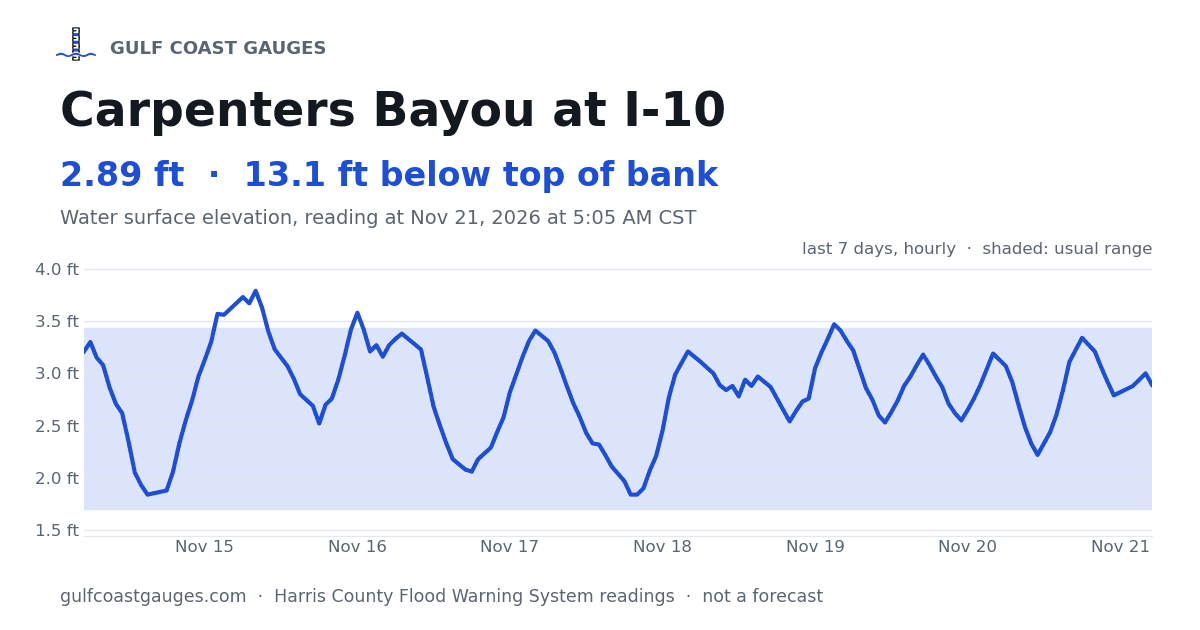 GULF COAST GAUGES
Carpenters Bayou at I-10
2.89 ft · 13.1 ft below top of bank
Water surface elevation, reading at Nov 21, 2026 at 5:05 AM CST
last 7 days, hourly · shaded: usual range
4.0 ft
3.5 ft
3.0 ft
2.5 ft
2.0 ft
1.5 ft
Nov 15 Nov 16 Nov 17 Nov 18 Nov 19 Nov 20 Nov 21
gulfcoastgauges.com · Harris County Flood Warning System readings · not a forecast